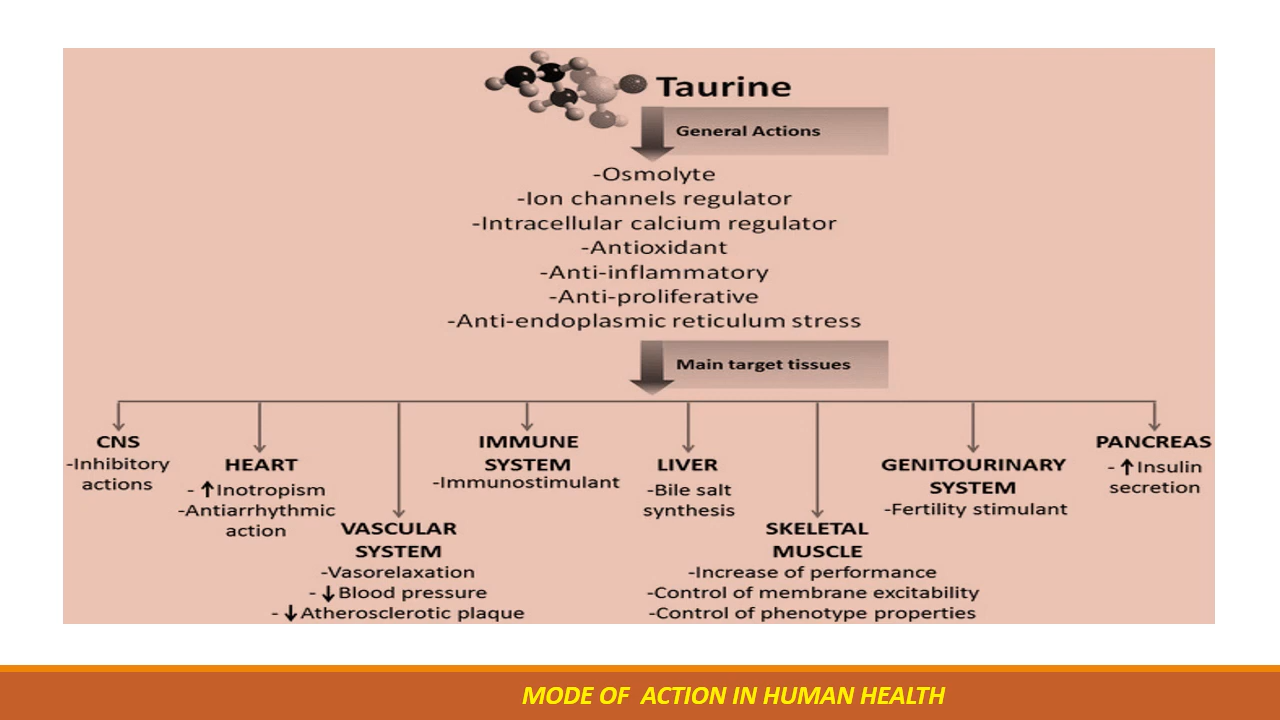 Taurine
General Actions
-Osmolyte
-Ion channels regulator
-Intracellular calcium regulator
-Antioxidant
-Anti-inflammatory
-Anti-proliferative
-Anti-endoplasmic reticulum stress
Main target tissues
CNS
-Inhibitory
actions
HEART
- ↑Inotropism
-Antiarrhythmic
action
VASCULAR
SYSTEM
-Vasorelaxation
- ↓Blood pressure
- ↓Atherosclerotic plaque
IMMUNE
SYSTEM
-Immunostimulant
LIVER
-Bile salt
synthesis
SKELETAL
MUSCLE
-Increase of performance
-Control of membrane excitability
-Control of phenotype properties
GENITOURINARY
SYSTEM
-Fertility stimulant
PANCREAS
- ↑Insulin
secretion
MODE OF ACTION IN HUMAN HEALTH